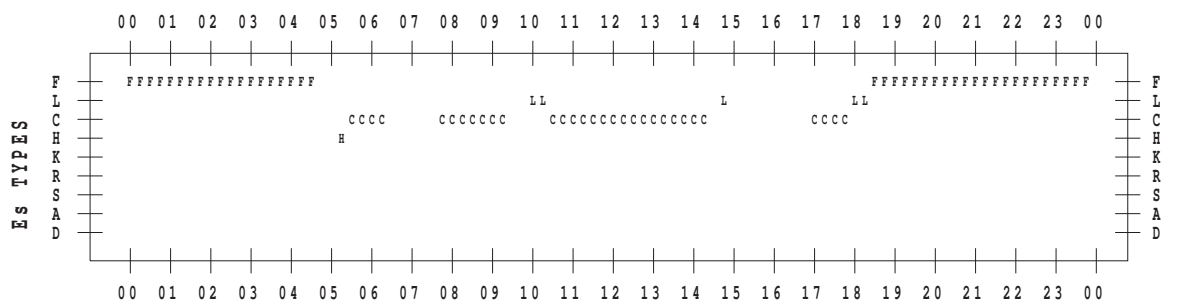 00 01 02 03 04 05 06 07 08 09 10 11 12 13 14 15 16 17 18 19 20 21 22 23 00
F FFFFFFFFFFFFFFFFFFF FFFFFFFFFFFFFFFFFFFFFF F
L LL L LL L
C CCCC CCCCCCC CCCCCCCCCCCCCCCC CCCC C
H H H
K K
R R
S S
A A
D D
Es TYPES
00 01 02 03 04 05 06 07 08 09 10 11 12 13 14 15 16 17 18 19 20 21 22 23 00